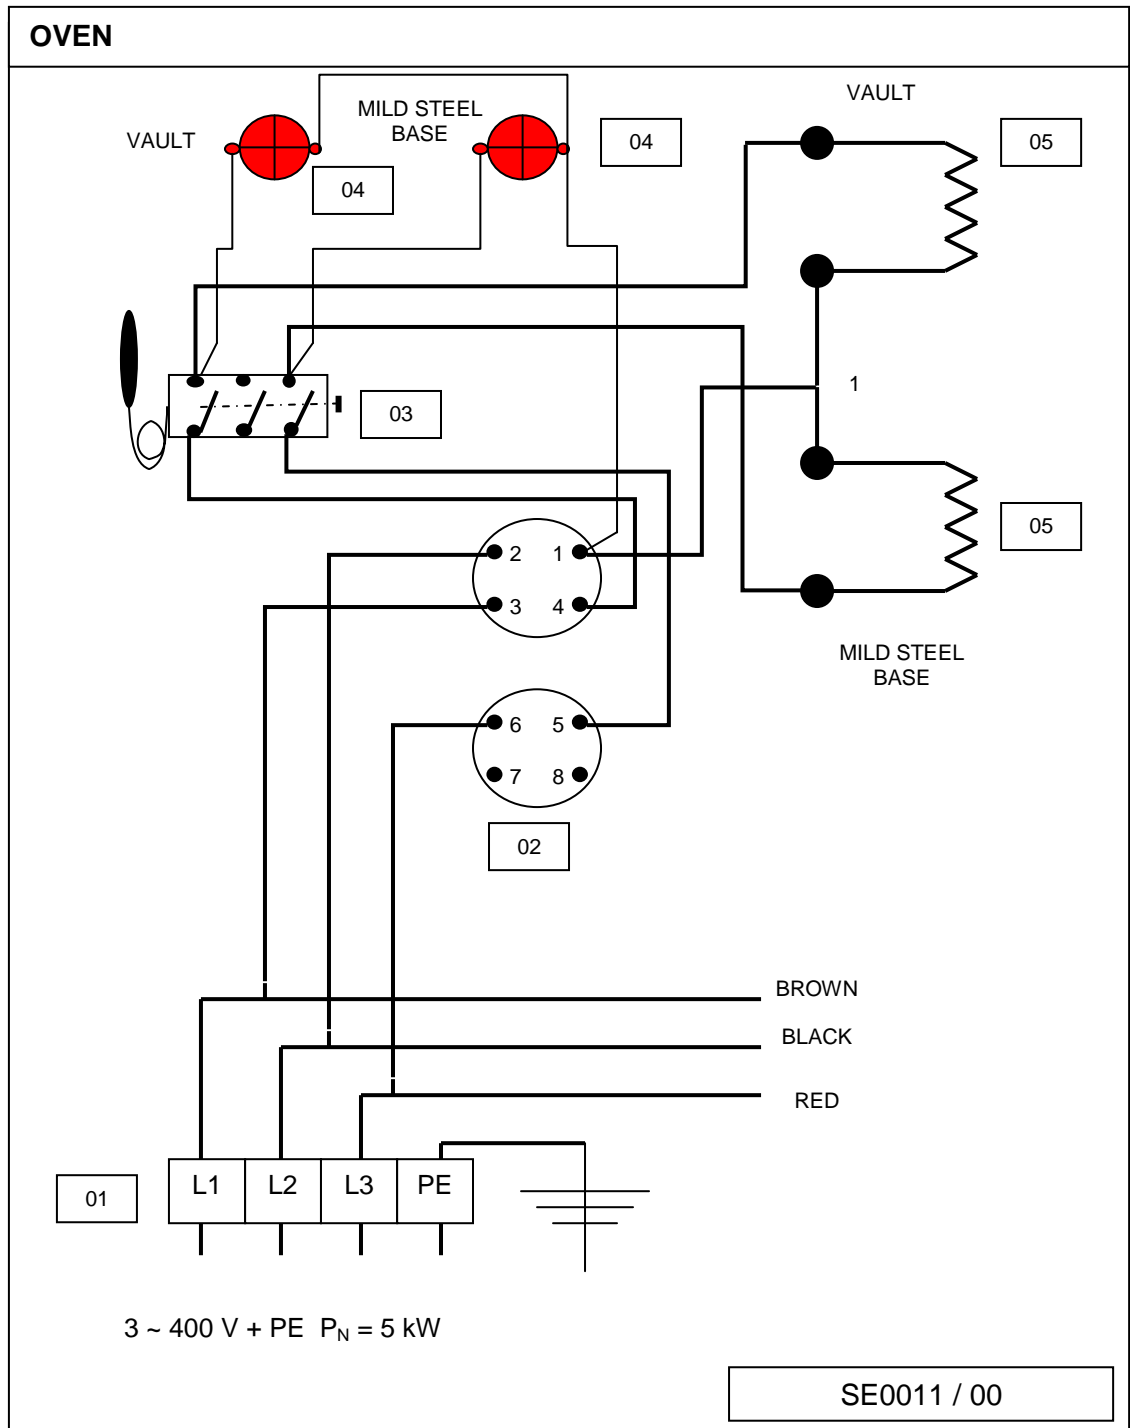 OVEN
VAULT
MILD STEEL
BASE
04
04
VAULT
05
03
1
05
MILD STEEL
BASE
2 1
3 4
6 5
7 8
02
BROWN
BLACK
RED
01
L1 L2 L3 PE
3 ~ 400 V + PE P_N = 5 kW
SE0011 / 00